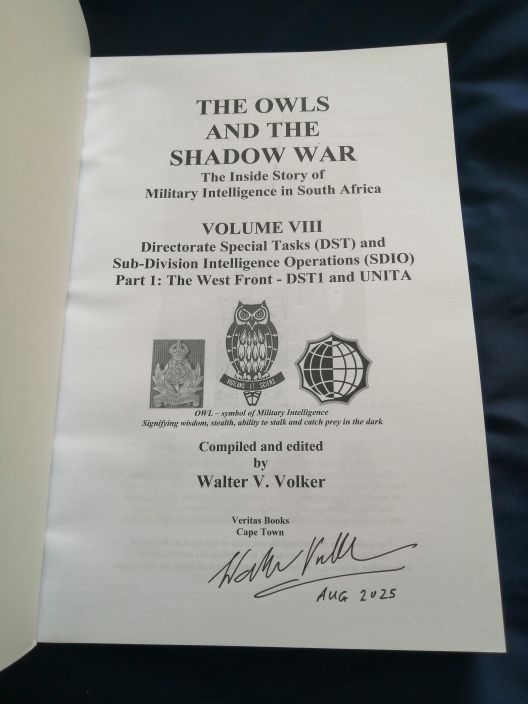 THE OWLS
AND THE
SHADOW WAR
The Inside Story of
Military Intelligence in South Africa
VOLUME VIII
Directorate Special Tasks (DST) and
Sub-Division Intelligence Operations (SDIO)
Part 1: The West Front - DST1 and UNITA
VIGILANS ET SCIENS
OWL – symbol of Military Intelligence
Signifying wisdom, stealth, ability to stalk and catch prey in the dark
Compiled and edited
by
Walter V. Volker
Veritas Books
Cape Town
Walter Volker
AUG 2025